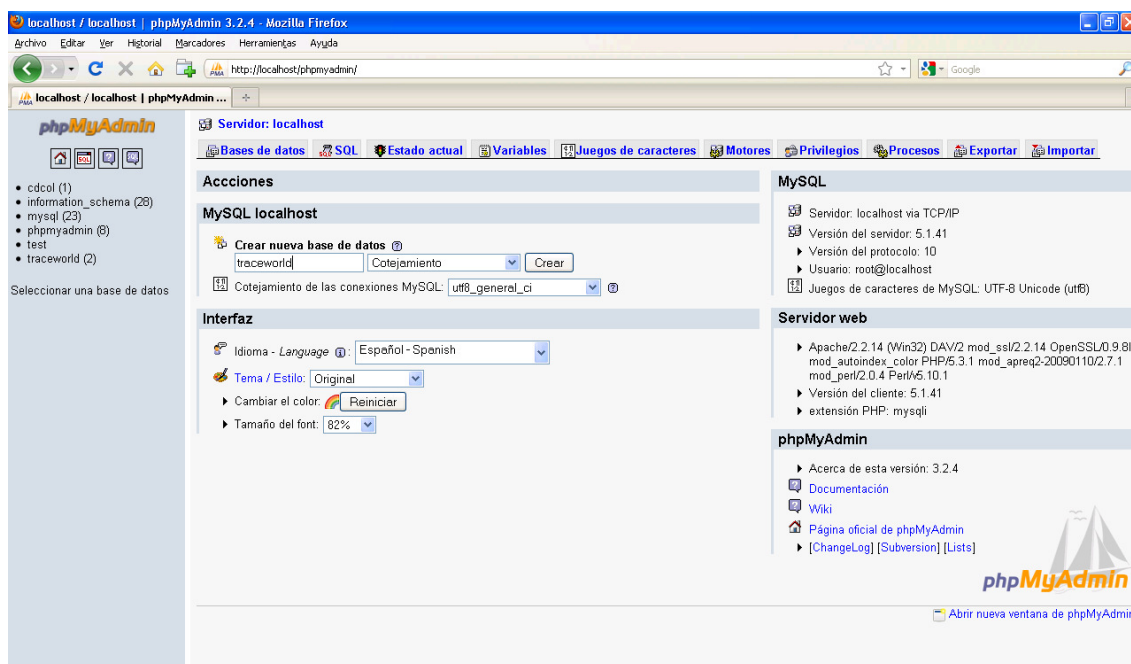 localhost / localhost | phpMyAdmin 3.2.4 - Mozilla Firefox
Archivo Editar Ver Historial Marcadores Herramientas Ayuda
http://localhost/phpmyadmin/
Google
localhost / localhost | phpMyAdmin ...
phpMyAdmin
cdcol (1)
information_schema (28)
mysql (23)
phpmyadmin (8)
test
traceworld (2)
Seleccionar una base de datos
Servidor: localhost
Bases de datos SQL Estado actual Variables Juegos de caracteres Motores Privilegios Procesos Exportar Importar
Accciones
MySQL localhost
Crear nueva base de datos
traceworld Cotejamiento Crear
Cotejamiento de las conexiones MySQL: utf8_general_ci
Interfaz
Idioma - Language : Español - Spanish
Tema / Estilo: Original
Cambiar el color: Reiniciar
Tamaño del font: 82%
MySQL
Servidor: localhost via TCP/IP
Versión del servidor: 5.1.41
Versión del protocolo: 10
Usuario: root@localhost
Juegos de caracteres de MySQL: UTF-8 Unicode (utf8)
Servidor web
Apache/2.2.14 (Win32) DAV/2 mod_ssl/2.2.14 OpenSSL/0.9.8l
mod_autoindex_color PHP/5.3.1 mod_apreq2-20090110/2.7.1
mod_perl/2.0.4 Perl/v5.10.1
Versión del cliente: 5.1.41
extensión PHP: mysqli
phpMyAdmin
Acerca de esta versión: 3.2.4
Documentación
Wiki
Página oficial de phpMyAdmin
[ChangeLog] [Subversion] [Lists]
phpMyAdmin
Abrir nueva ventana de phpMyAdmin